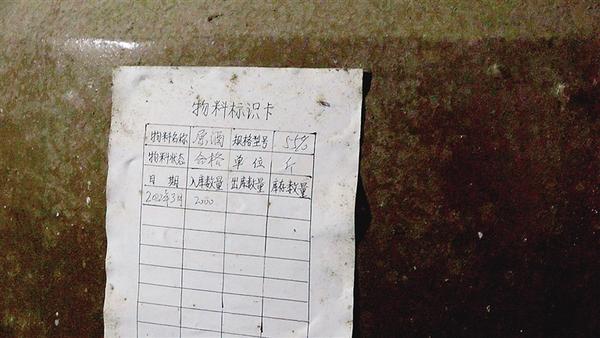 物料标识卡
物料名称 原酒 规格型号 55%
物料状态 合格 单位 斤
日期 入库数量 出库数量 库存数量
2002年3月 2000